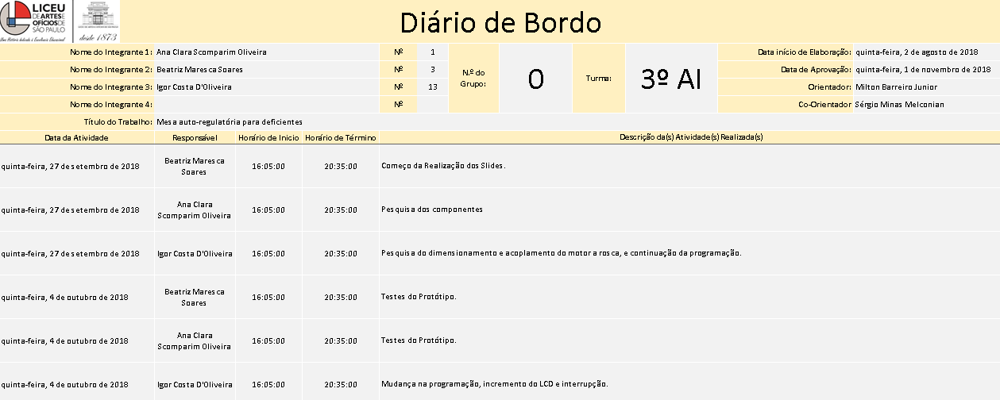 LICEU
DE ARTES E
OFÍCIOS DE
SÃO PAULO
Uma História dedicada à Excelência Educacional
desde 1873
Diário de Bordo
Nome do Integrante 1: Ana Clara Scomparim Oliveira Nº 1
Nome do Integrante 2: Beatriz Maresca Soares Nº 3
Nome do Integrante 3: Igor Costa D'Oliveira Nº 13
Nome do Integrante 4: Nº
N.º do
Grupo:
0
Turma:
3º AI
Data início de Elaboração: quinta-feira, 2 de agosto de 2018
Data de Aprovação: quinta-feira, 1 de novembro de 2018
Orientador: Milton Barreiro Junior
Co-Orientador Sérgio Minas Melconian
Título do Trabalho: Mesa auto-regulatória para deficientes
Data da Atividade Responsável Horário de Inicio Horário de Término Descrição da(s) Atividade(s) Realizada(s)
quinta-feira, 27 de setembro de 2018 Beatriz Maresca
Soares 16:05:00 20:35:00 Começo da Realização dos Slides.
quinta-feira, 27 de setembro de 2018 Ana Clara
Scomparim Oliveira 16:05:00 20:35:00 Pesquisa dos componentes
quinta-feira, 27 de setembro de 2018 Igor Costa D'Oliveira 16:05:00 20:35:00 Pesquisa do dimensionamento e acoplamento do motor a rosca, e continuação da programação.
quinta-feira, 4 de outubro de 2018 Beatriz Maresca
Soares 16:05:00 20:35:00 Testes do Protótipo.
quinta-feira, 4 de outubro de 2018 Ana Clara
Scomparim Oliveira 16:05:00 20:35:00 Testes do Protótipo.
quinta-feira, 4 de outubro de 2018 Igor Costa D'Oliveira 16:05:00 20:35:00 Mudança na programação, incremento do LCD e interrupção.